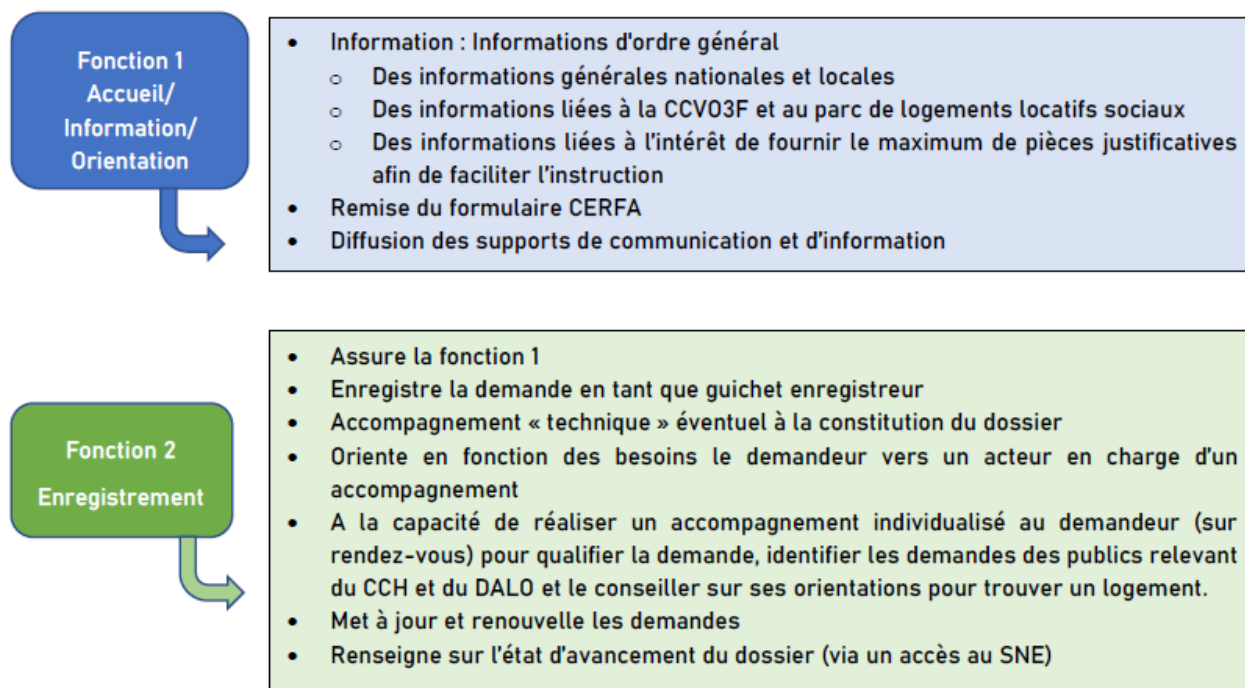 Fonction 1
Accueil/
Information/
Orientation
• Information : Informations d'ordre général
o Des informations générales nationales et locales
o Des informations liées à la CCVO3F et au parc de logements locatifs sociaux
o Des informations liées à l'intérêt de fournir le maximum de pièces justificatives
afin de faciliter l'instruction
• Remise du formulaire CERFA
• Diffusion des supports de communication et d'information
Fonction 2
Enregistrement
• Assure la fonction 1
• Enregistre la demande en tant que guichet enregistreur
• Accompagnement « technique » éventuel à la constitution du dossier
• Oriente en fonction des besoins le demandeur vers un acteur en charge d'un
accompagnement
• A la capacité de réaliser un accompagnement individualisé au demandeur (sur
rendez-vous) pour qualifier la demande, identifier les demandes des publics relevant
du CCH et du DALO et le conseiller sur ses orientations pour trouver un logement.
• Met à jour et renouvelle les demandes
• Renseigne sur l'état d'avancement du dossier (via un accès au SNE)